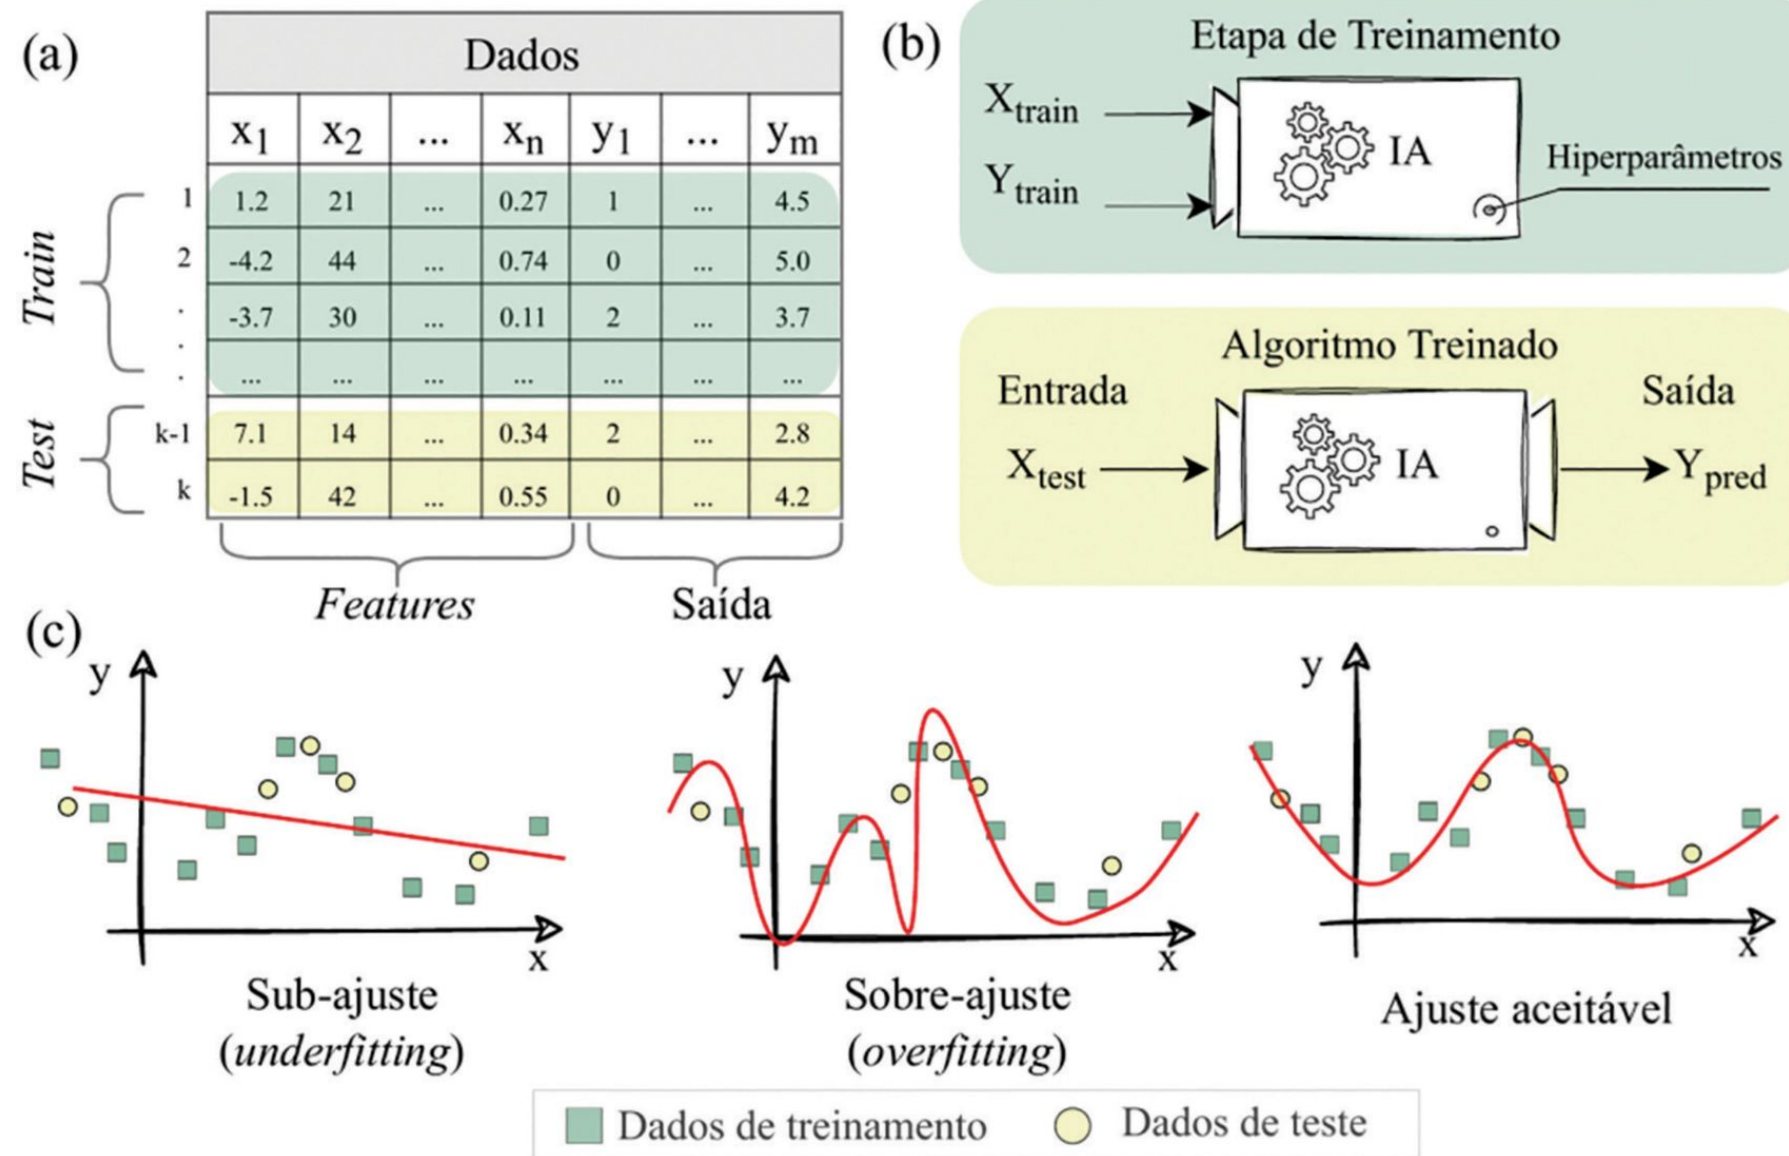 (a)
Dados
x1 x2 ... xn y1 ... ym
Train
1 1.2 21 ... 0.27 1 ... 4.5
2 -4.2 44 ... 0.74 0 ... 5.0
. -3.7 30 ... 0.11 2 ... 3.7
.
. ... ... ... ... ... ... ...
Test
k-1 7.1 14 ... 0.34 2 ... 2.8
k -1.5 42 ... 0.55 0 ... 4.2
Features Saída
(b)
Etapa de Treinamento
Xtrain
Ytrain
IA
Hiperparâmetros
Algoritmo Treinado
Entrada
Saída
Xtest
IA
Ypred
(c)
y
x
Sub-ajuste
(underfitting)
y
x
Sobre-ajuste
(overfitting)
y
x
Ajuste aceitável
Dados de treinamento
Dados de teste